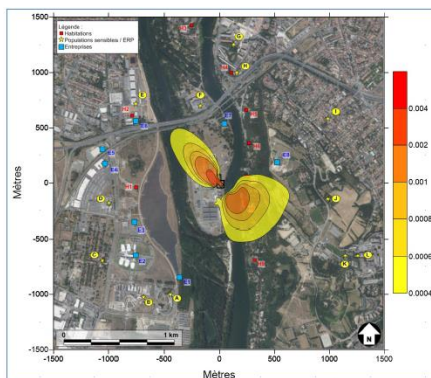 Légende :
Habitations
Populations sensibles / ERP
Entreprises
1500
1000
500
0
-500
-1000
-1500
Mètres
-1500
-1000
-500
0
500
1000
1500
Mètres
0
1 km
N
0.004
0.002
0.001
0.0008
0.0006
0.0004
G
H
E
F
I
D
J
C
K
L
B
A